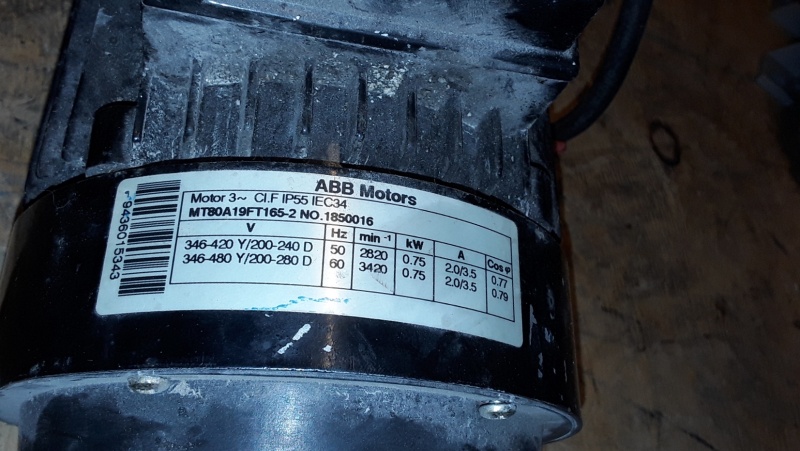 ABB Motors
Motor 3~ Cl.F IP55 IEC34
MT80A19FT165-2 NO.1850016
V Hz min⁻¹ kW A Cos φ
346-420 Y/200-240 D 50 2820 0.75 2.0/3.5 0.77
346-480 Y/200-280 D 60 3420 0.75 2.0/3.5 0.79
9436015343